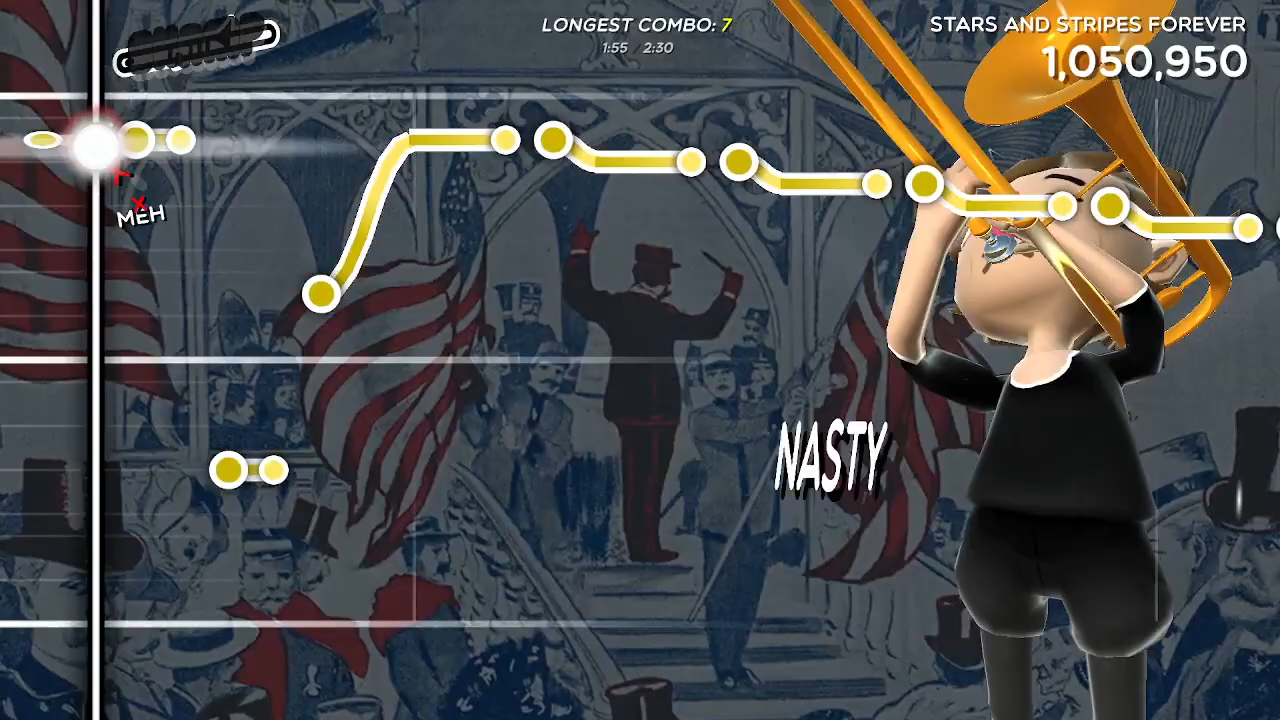 LONGEST COMBO: 7
1:55 / 2:30
STARS AND STRIPES FOREVER
1,050,950
MEH
NASTY